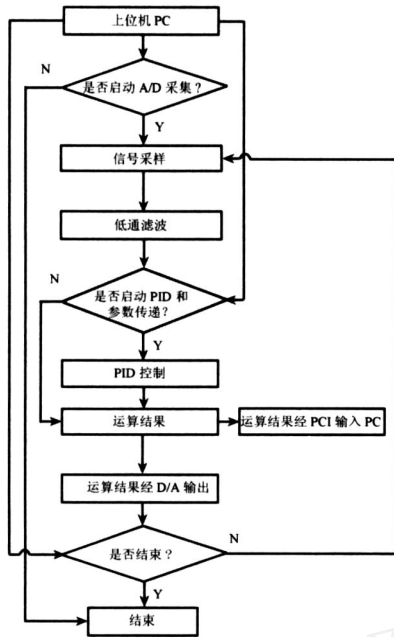 上位机 PC
N
是否启动 A/D 采集？
Y
信号采样
低通滤波
N
是否启动 PID 和
参数传递？
Y
PID 控制
运算结果
运算结果经 PCI 输入 PC
运算结果经 D/A 输出
是否结束？
N
Y
结束